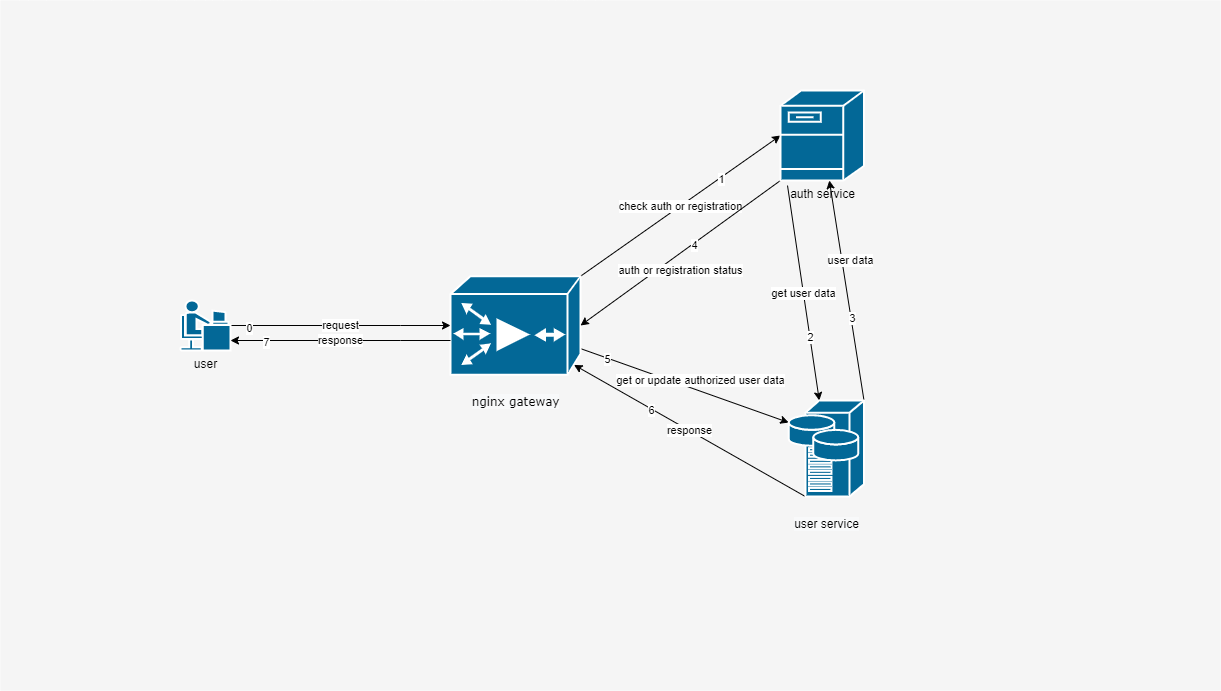 1
auth service
check auth or registration
4
user data
auth or registration status
get user data
3
0
request
2
7
response
user
5
get or update authorized user data
nginx gateway
6
response
user service